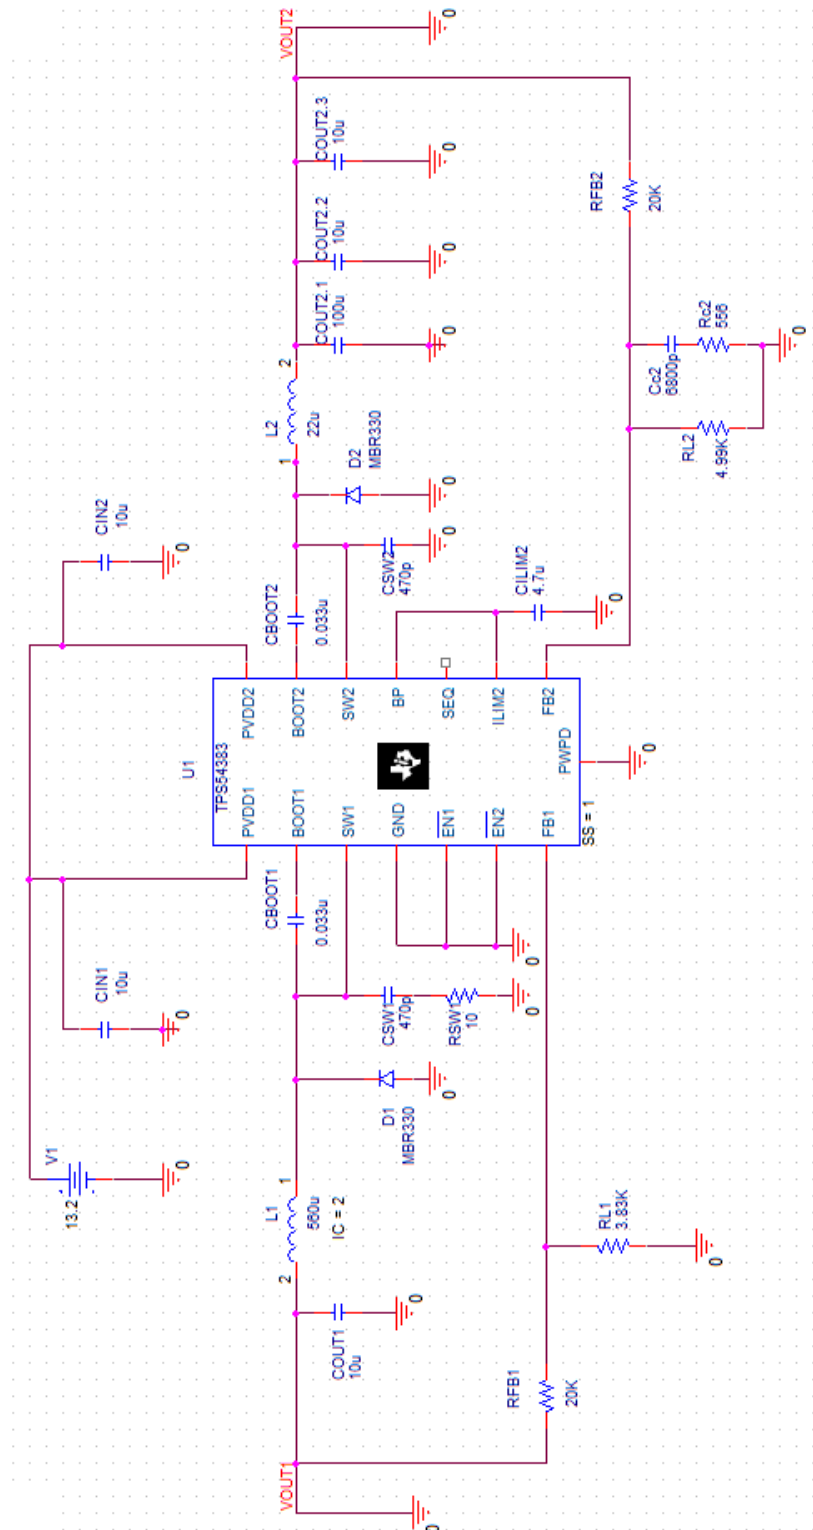 VOUT2
0
COUT2.3
10u
0
COUT2.2
10u
0
COUT2.1
100u
0
RFB2
20K
L2
22u
2
1
Cc2
6800p
Rc2
556
0
RL2
4.99K
D2
MBR330
0
CIN2
10u
0
CSW2
470p
0
CBOOT2
0.033u
CILIM2
4.7u
0
U1
TPS54383
PVDD2
BOOT2
SW2
BP
SEQ
ILIM2
FB2
PVDD1
BOOT1
SW1
GND
EN1
EN2
FB1
PWPD
0
SS = 1
CBOOT1
0.033u
0
CIN1
10u
0
CSW1
470p
RSW1
10
0
D1
MBR330
0
V1
13.2
0
L1
560u
IC = 2
1
2
RL1
3.83K
0
COUT1
10u
0
RFB1
20K
VOUT1
0